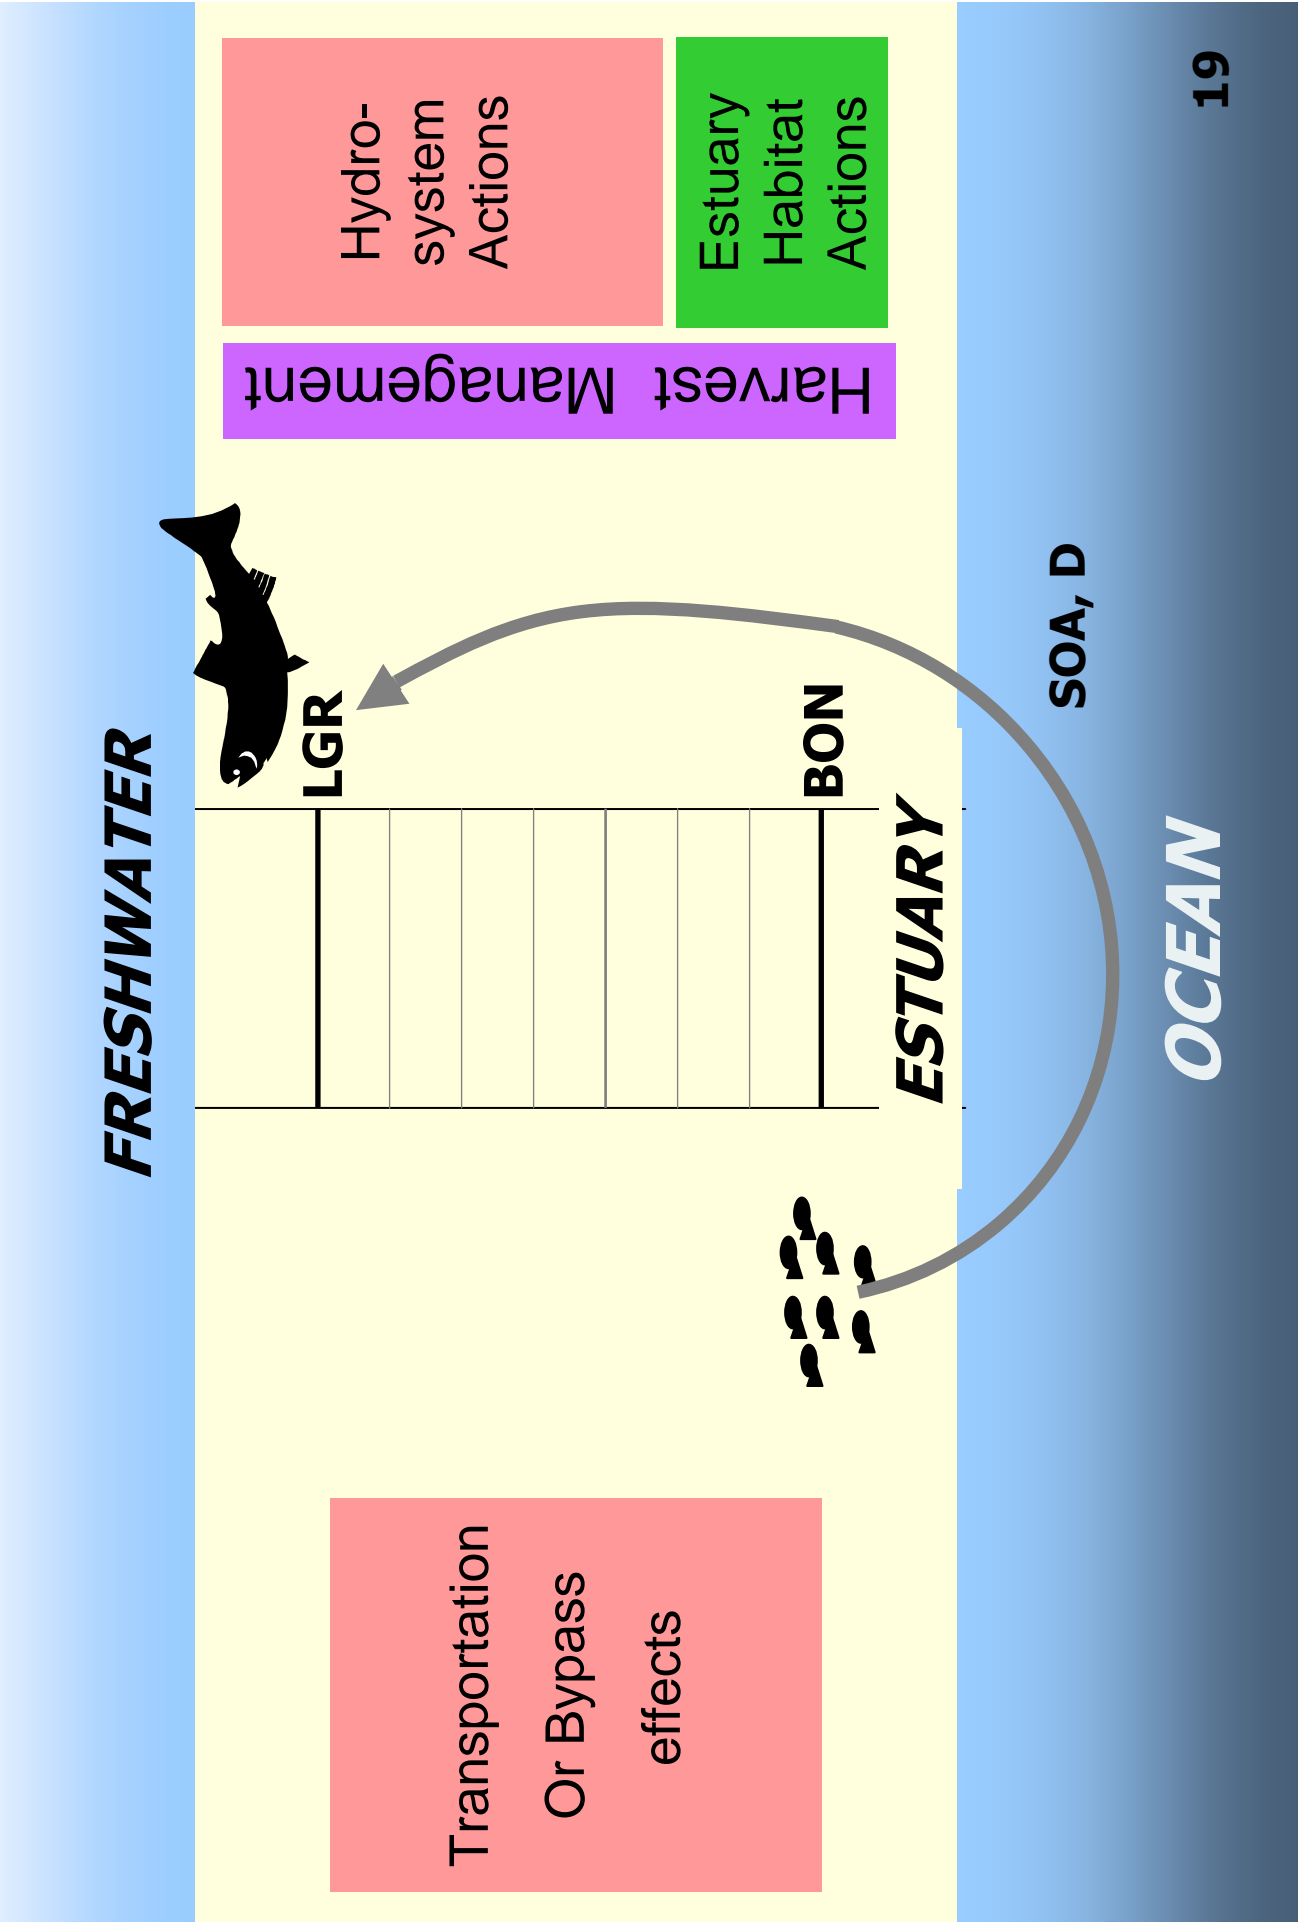 FRESHWATER
Hydro-
system
Actions
LGR
Harvest Management
Transportation
Or Bypass
effects
BON
Estuary
Habitat
Actions
ESTUARY
SOA, D
OCEAN
19